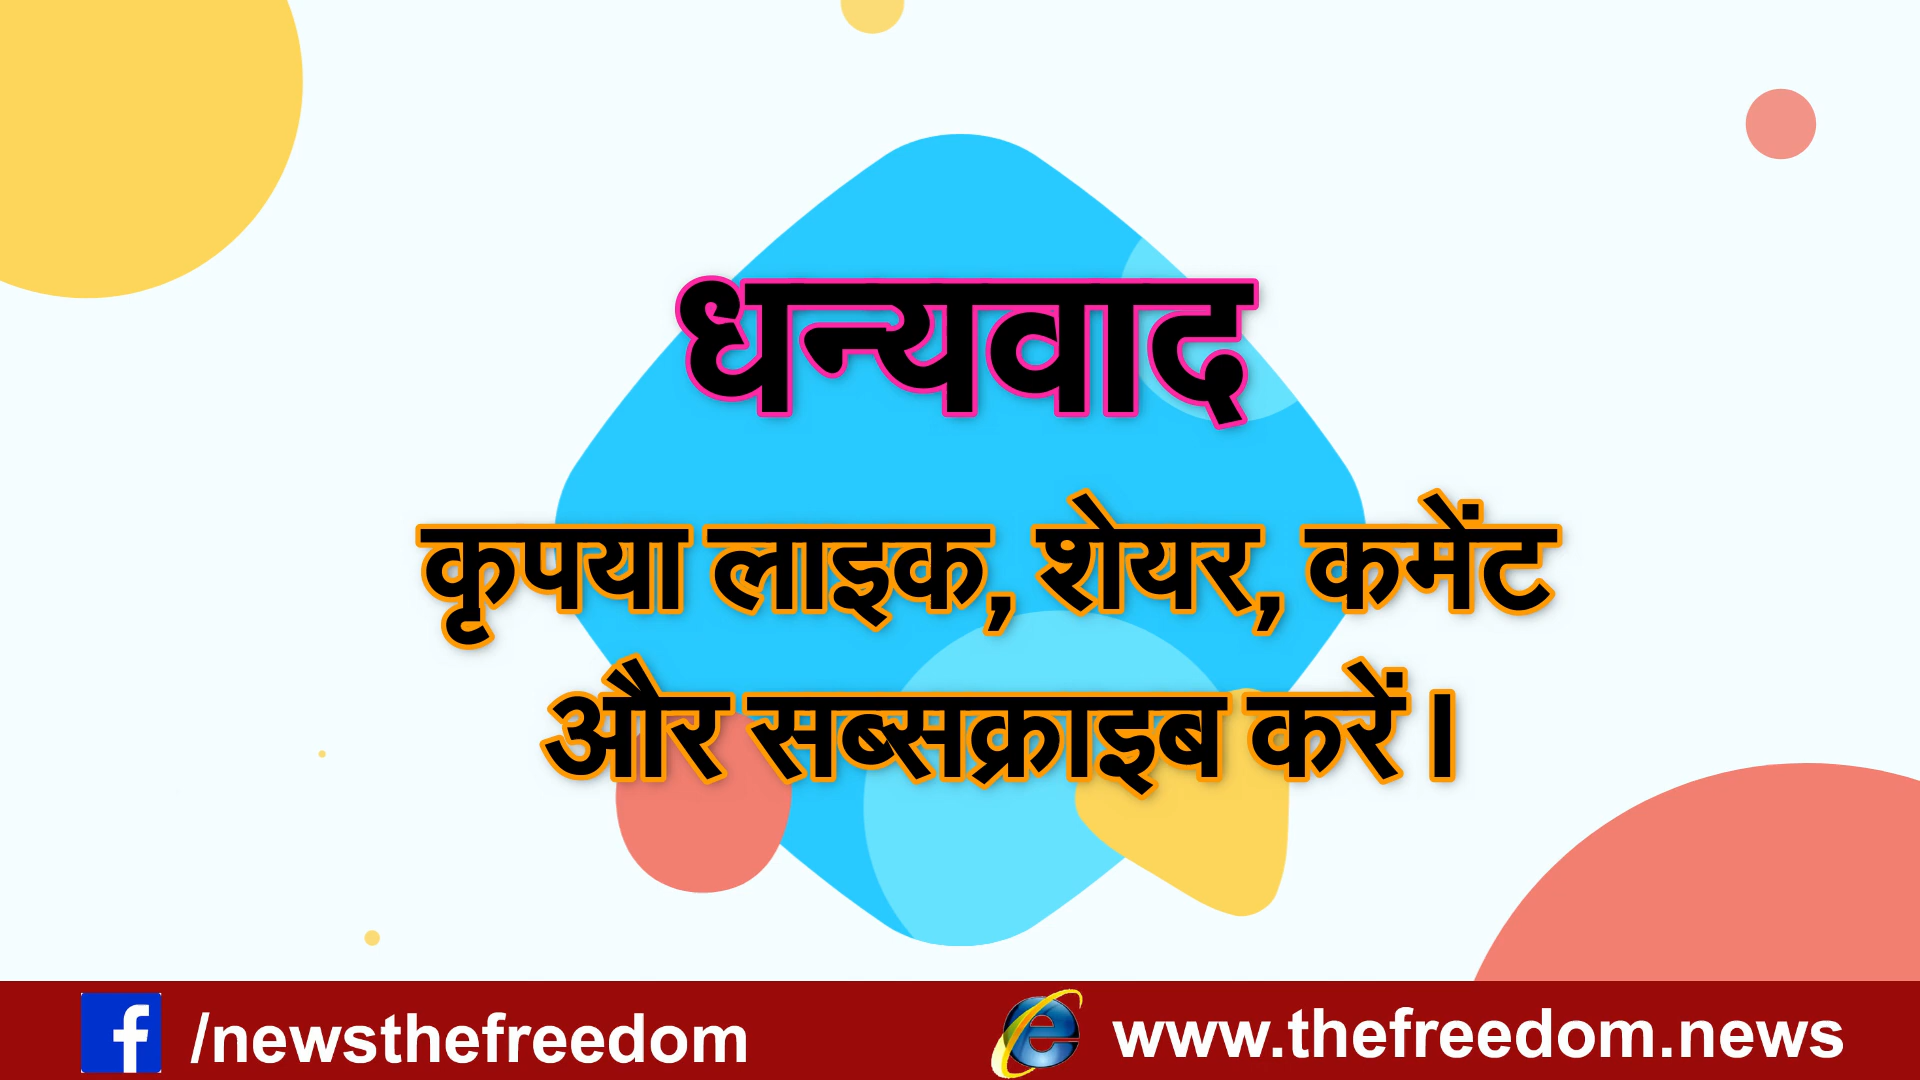 धन्यवाद
कृपया लाइक, शेयर, कमेंट
और सब्सक्राइब करें।
/newsthefreedom
www.thefreedom.news